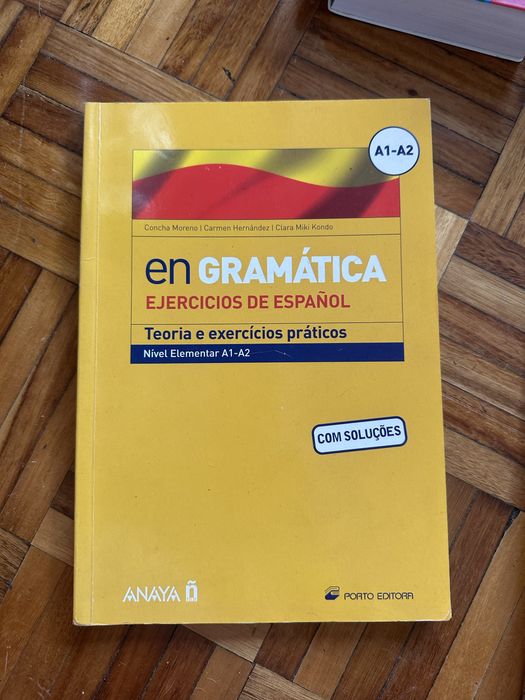 A1-A2
Concha Moreno | Carmen Hernández | Clara Miki Kondo
en GRAMÁTICA
EJERCICIOS DE ESPAÑOL
Teoria e exercícios práticos
Nível Elementar A1-A2
COM SOLUÇÕES
ANAYA ñ
PORTO EDITORA